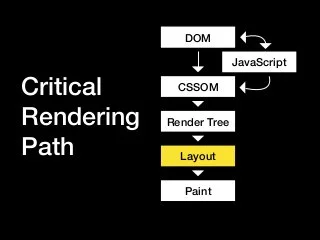 Critical
Rendering
Path
DOM
JavaScript
CSSOM
Render Tree
Layout
Paint